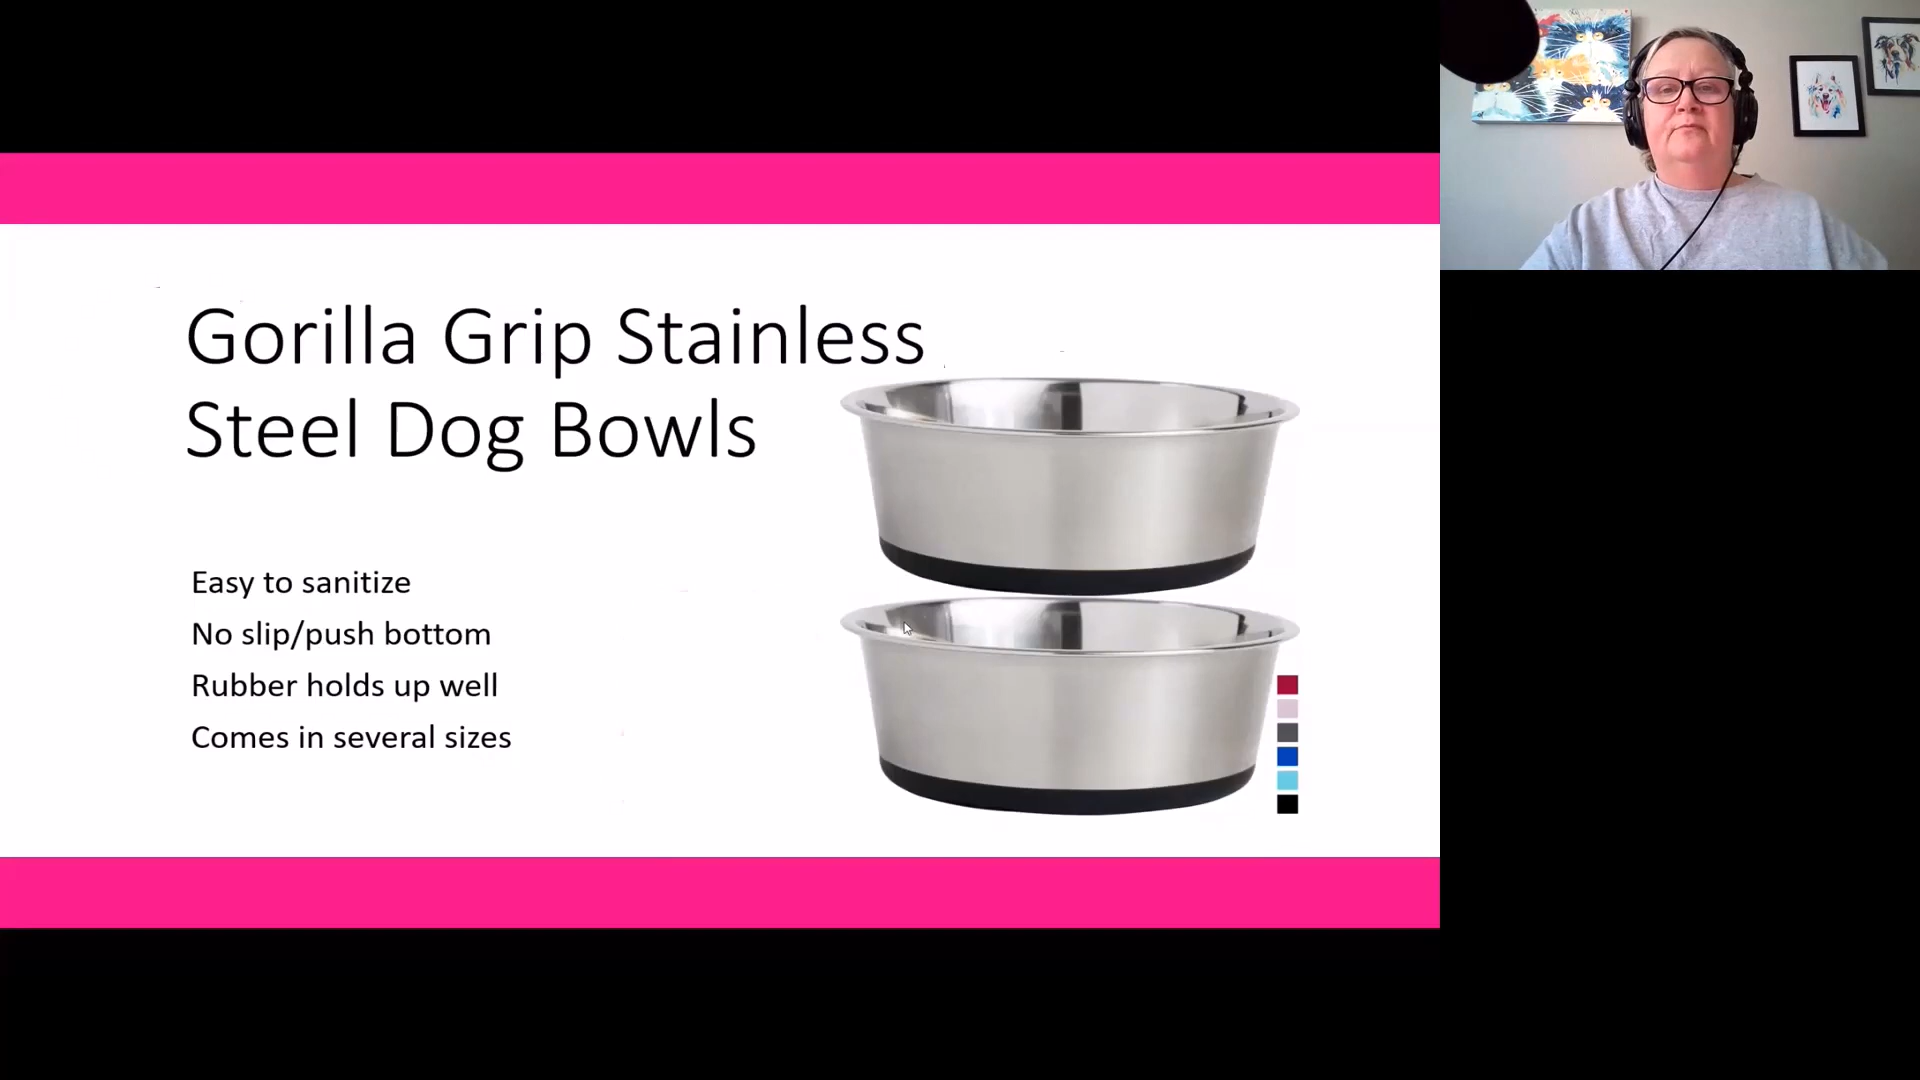 Gorilla Grip Stainless
Steel Dog Bowls
Easy to sanitize
No slip/push bottom
Rubber holds up well
Comes in several sizes